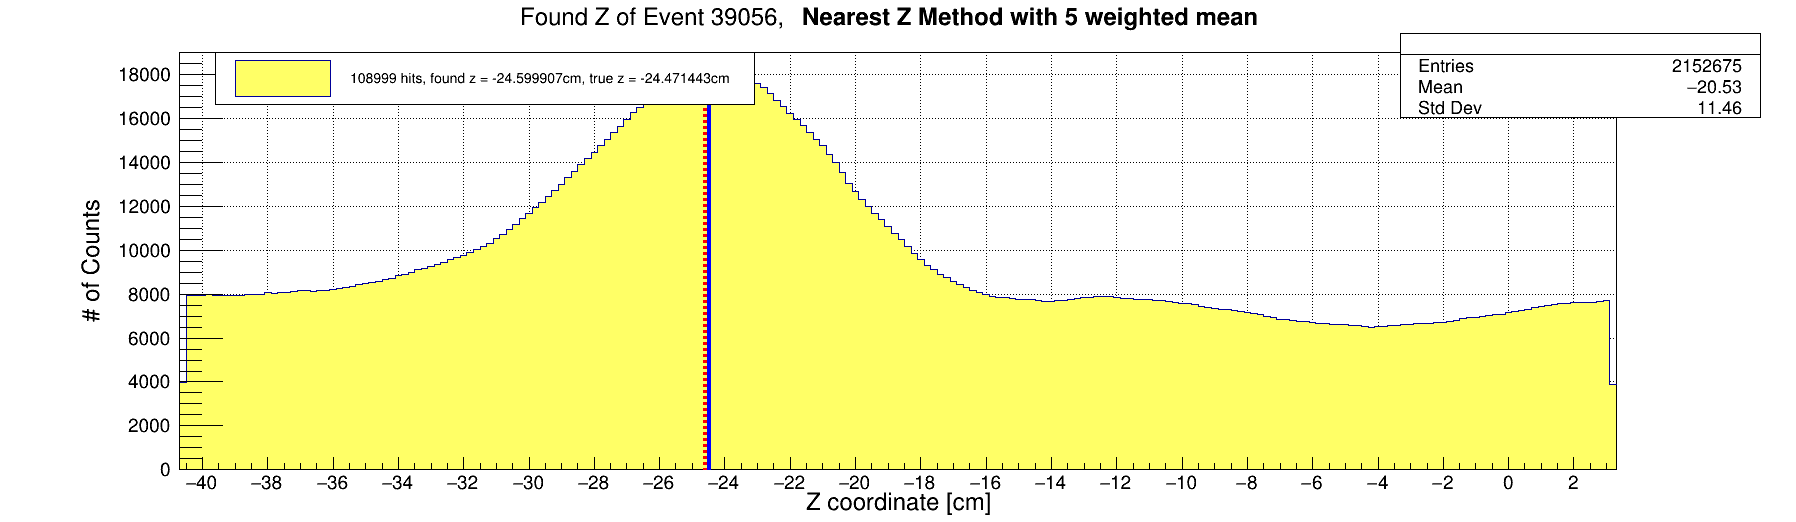 Found Z of Event 39056, Nearest Z Method with 5 weighted mean
108999 hits, found z = -24.599907cm, true z = -24.471443cm
Entries 2152675
Mean −20.53
Std Dev 11.46
# of Counts
18000
16000
14000
12000
10000
8000
6000
4000
2000
0
−40 −38 −36 −34 −32 −30 −28 −26 −24 −22 −20 −18 −16 −14 −12 −10 −8 −6 −4 −2 0 2
Z coordinate [cm]